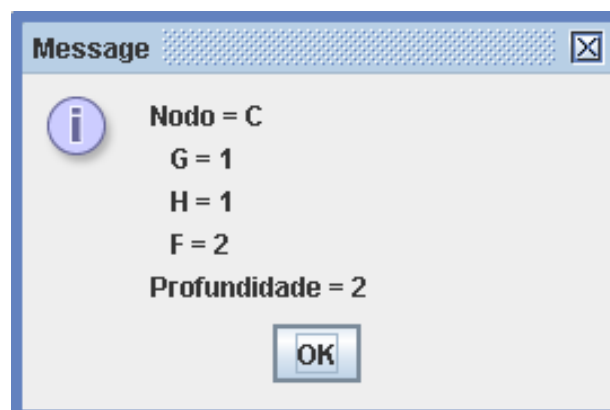 Message
Nodo = C
G = 1
H = 1
F = 2
Profundidade = 2
OK